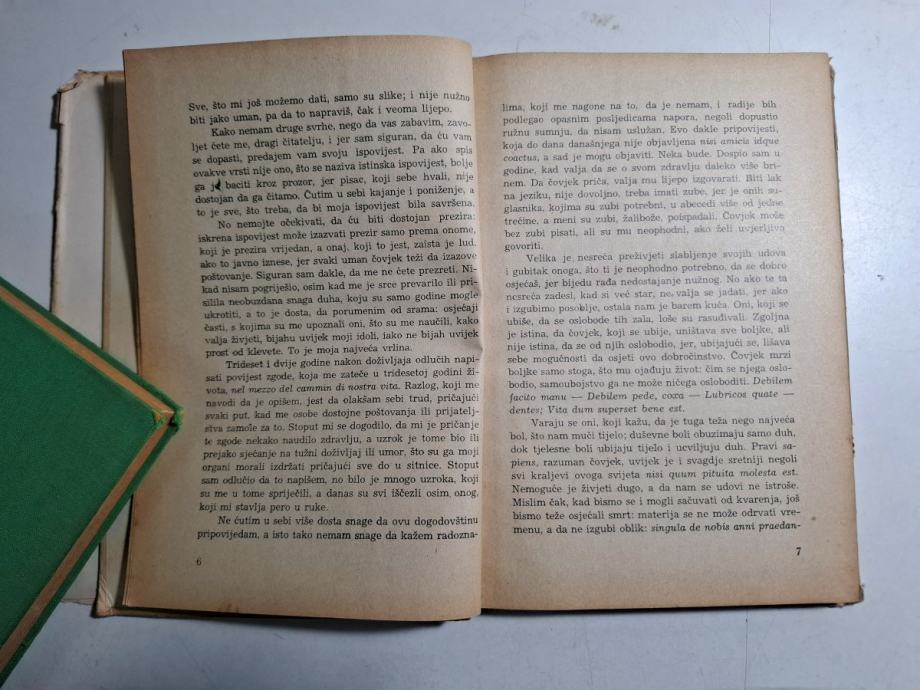 Sve, što mi još možemo dati, samo su slike; i nije nužno
biti jako uman, pa da to napraviš, čak i veoma lijepo.
Kako nemam druge svrhe, nego da vas zabavim, zavo-
ljet ćete me, dragi čitatelju, i jer sam siguran, da ću vam
se dopasti, predajem vam svoju ispovijest. Pa ako spis
ovakve vrsti nije ono, što se naziva istinska ispovijest, bolje
ga je baciti kroz prozor, jer pisac, koji sebe hvali, nije
dostojan da ga čitamo. Ćutim u sebi kajanje i poniženje, a
to je sve, što treba, da bi moja ispovijest bila savršena.
No nemojte očekivati, da ću biti dostojan prezira:
iskrena ispovijest može izazvati prezir samo prema onome,
koji je prezira vrijedan, a onaj, koji to jest, zaista je lud,
ako to javno iznese, jer svaki uman čovjek teži da izazove
poštovanje. Siguran sam dakle, da me ne ćete prezreti. Ni-
kad nisam pogriješio, osim kad me je srce prevarilo ili pri-
silila neobuzdana snaga duha, koju su samo godine mogle
ukrotiti, a to je dosta, da porumenim od srama: osjećaji
časti, s kojima su me upoznali oni, što su me naučili, kako
valja živjeti, bijahu uvijek moji idoli, iako ne bijah uvijek
prost od klevete. To je moja najveća vrlina.
Trideset i dvije godine nakon doživljaja odlučih napi-
sati povijest zgode, koja me zateče u tridesetoj godini ži-
vota, nel mezzo del cammin di nostra vita. Razlog, koji me
navodi da je opišem, jest da olakšam sebi trud, pričajući
svaki put, kad me osobe dostojne poštovanja ili prijatelj-
stva zamole za to. Stoput mi se dogodilo, da mi je pričanje
te zgode nekako naudilo zdravlju, a uzrok je tome bio ili
prejako sjećanje na tužni doživljaj ili umor, što su ga moji
organi morali izdržati pričajući sve do u sitnice. Stoput
sam odlučio da to napišem, no bilo je mnogo uzroka, koji
su me u tome spriječili, a danas su svi iščezli osim onog,
koji mi stavlja pero u ruke.
Ne ćutim u sebi više dosta snage da ovu dogodovštinu
pripovijedam, a isto tako nemam snage da kažem radozna-
6
lima, koji me nagone na to, da je nemam, i radije bih
podlegao opasnim posljedicama napora, negoli dopustio
ružnu sumnju, da nisam uslužan. Evo dakle pripovijesti,
koja do dana današnjega nije objavljena nisi amicis idque
coactus, a sad je mogu objaviti. Neka bude. Dospio sam u
godine, kad valja da se o svom zdravlju daleko više bri-
nem. Da čovjek priča, valja mu lijepo izgovarati. Biti lak
na jeziku, nije dovoljno, treba imati zube, jer je onih su-
glasnika, kojima su zubi potrebni, u abecedi više od jedne
trećine, a meni su zubi, žalibože, poispadali. Čovjek može
bez zubi pisati, ali su mu neophodni, ako želi uvjerljivo
govoriti.
Velika je nesreća preživjeti slabljenje svojih udova
i gubitak onoga, što ti je neophodno potrebno, da se dobro
osjećaš, jer bijedu rađa nedostajanje nužnog. No ako te ta
nesreća zadesi, kad si već star, ne valja se jadati, jer ako
i izgubimo posoblje, ostala nam je barem kuća. Oni, koji se
ubiše, da se oslobode tih zala, loše su rasuđivali. Zgoljna
je istina, da čovjek, koji se ubije, uništava sve boljke, ali
nije istina, da se od njih oslobodio, jer, ubijajući se, lišava
sebe mogućnosti da osjeti ovo dobročinstvo. Čovjek mrzi
boljke samo stoga, što mu ojađuju život: čim se njega oslo-
bodio, samoubojstvo ga ne može ničega osloboditi. Debilem
facito manu — Debilem pede, coxa — Lubricos quate —
dentes; Vita dum superset bene est.
Varaju se oni, koji kažu, da je tuga teža nego najveća
bol, što nam muči tijelo; duševne boli obuzimaju samo duh,
dok tjelesne boli ubijaju tijelo i ucviljuju duh. Pravi sa-
piens, razuman čovjek, uvijek je i svagdje sretniji negoli
svi kraljevi ovoga svijeta nisi quum pituita molesta est.
Nemoguće je živjeti dugo, a da nam se udovi ne istroše.
Mislim čak, kad bismo se i mogli sačuvati od kvarenja, još
bismo teže osjećali smrt: materija se ne može odrvati vre-
menu, a da ne izgubi oblik: singula de nobis anni praedan-
7